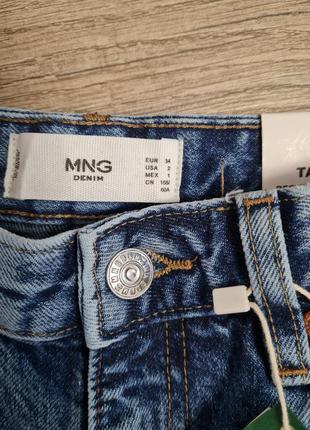 MNG
DENIM
EUR 34
USA 2
MEX 1
CN 155/
60A
TA